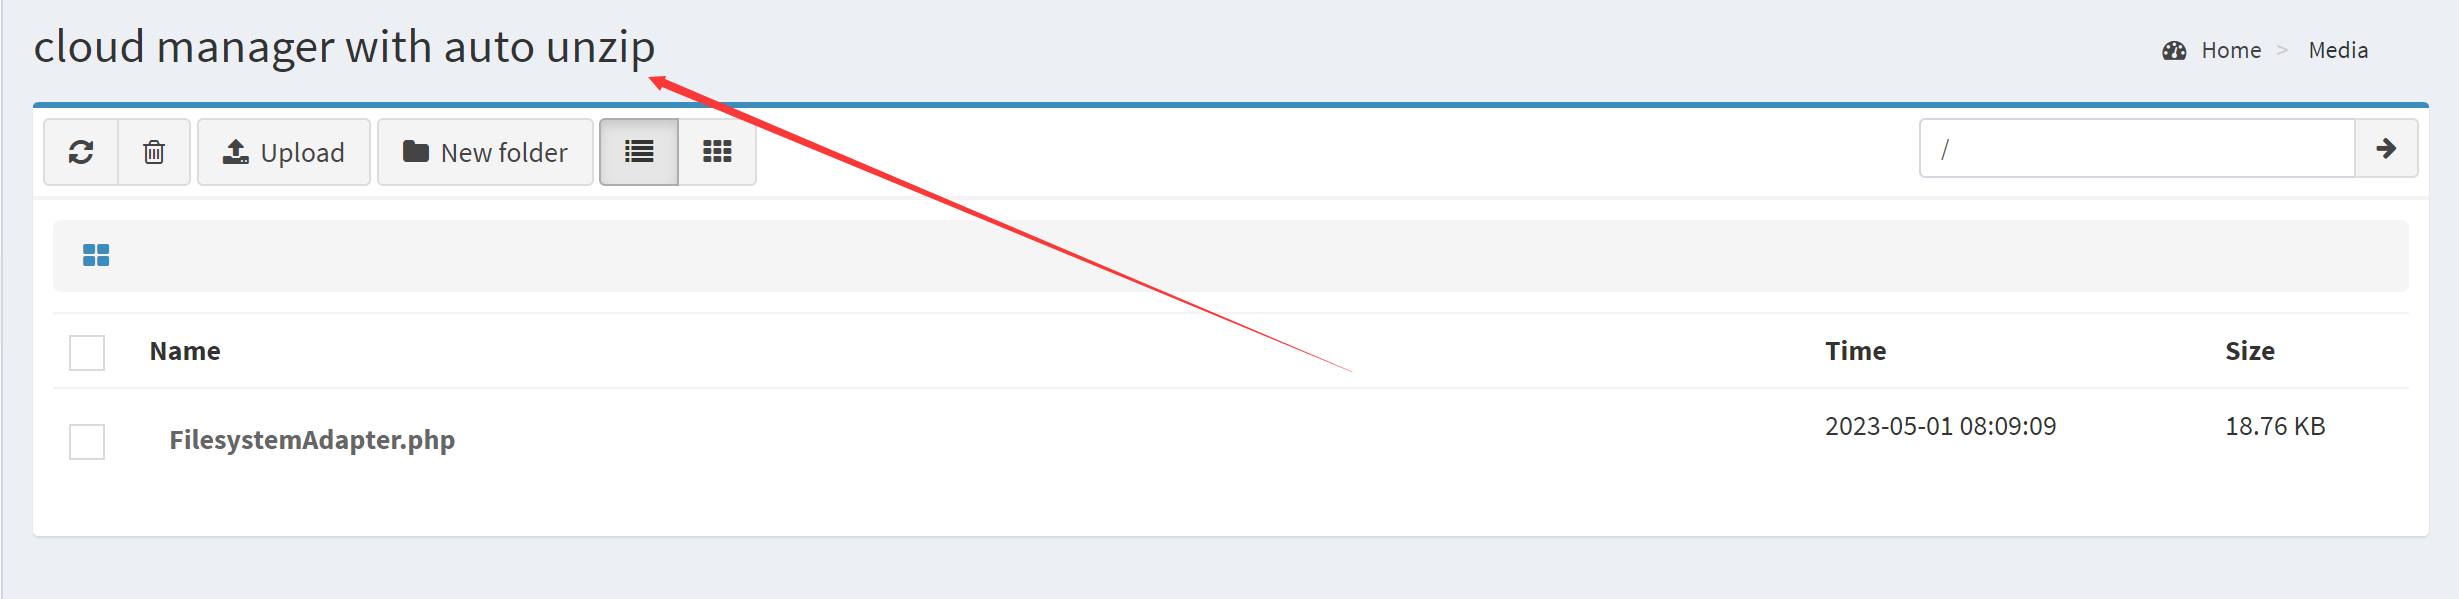 cloud manager with auto unzip
Home > Media
Upload New folder
/
Name Time Size
FilesystemAdapter.php 2023-05-01 08:09:09 18.76 KB